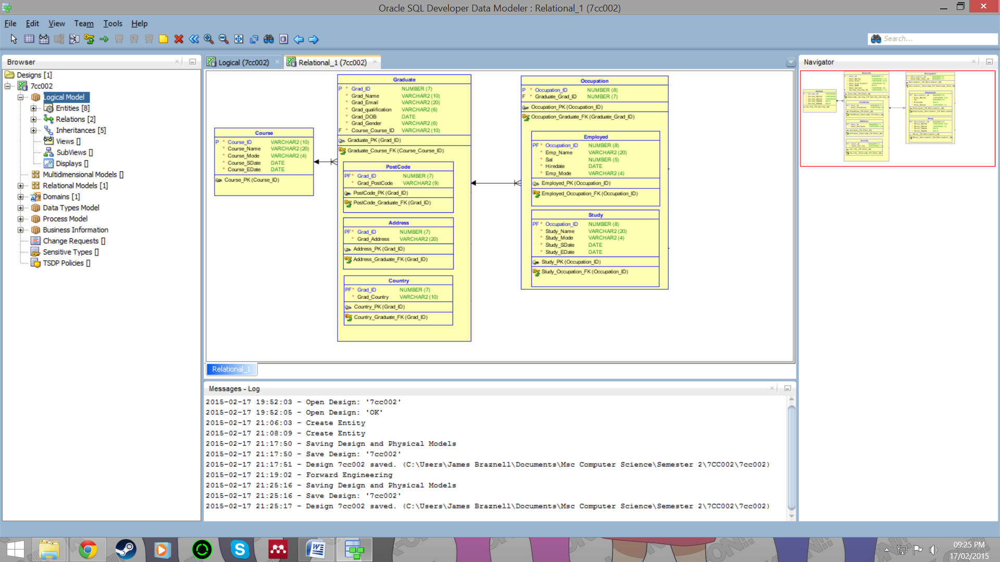 Oracle SQL Developer Data Modeler : Relational_1 (7cc002)
File Edit View Team Tools Help
Search...
Browser
Designs [1]
7cc002
Logical Model
Entities [8]
Relations [2]
Inheritances [5]
Views []
SubViews []
Displays []
Multidimensional Models []
Relational Models [1]
Domains [1]
Data Types Model
Process Model
Business Information
Change Requests []
Sensitive Types []
TSDP Policies []
Logical (7cc002)
Relational_1 (7cc002)
Course
P * Course_ID VARCHAR2 (10)
* Course_Name VARCHAR2 (20)
* Course_Mode VARCHAR2 (4)
* Course_SDate DATE
* Course_EDate DATE
Course_PK (Course_ID)
Graduate
P * Grad_ID NUMBER (7)
* Grad_Name VARCHAR2 (10)
* Grad_Email VARCHAR2 (20)
* Grad_qualification VARCHAR2 (6)
* Grad_DOB DATE
* Grad_Gender VARCHAR2 (6)
F * Course_Course_ID VARCHAR2 (10)
Graduate_PK (Grad_ID)
Graduate_Course_FK (Course_Course_ID)
PostCode
PF * Grad_ID NUMBER (7)
* Grad_PostCode VARCHAR2 (9)
PostCode_PK (Grad_ID)
PostCode_Graduate_FK (Grad_ID)
Address
PF * Grad_ID NUMBER (7)
* Grad_Address VARCHAR2 (20)
Address_PK (Grad_ID)
Address_Graduate_FK (Grad_ID)
Country
PF * Grad_ID NUMBER (7)
* Grad_Country VARCHAR2 (10)
Country_PK (Grad_ID)
Country_Graduate_FK (Grad_ID)
Occupation
P * Occupation_ID NUMBER (8)
F * Graduate_Grad_ID NUMBER (7)
Occupation_PK (Occupation_ID)
Occupation_Graduate_FK (Graduate_Grad_ID)
Employed
PF * Occupation_ID NUMBER (8)
* Emp_Name VARCHAR2 (20)
* Sal NUMBER (5)
* Hiredate DATE
* Emp_Mode VARCHAR2 (4)
Employed_PK (Occupation_ID)
Employed_Occupation_FK (Occupation_ID)
Study
PF * Occupation_ID NUMBER (8)
* Study_Name VARCHAR2 (20)
* Study_Mode VARCHAR2 (4)
* Study_SDate DATE
* Study_EDate DATE
Study_PK (Occupation_ID)
Study_Occupation_FK (Occupation_ID)
Relational_1
Navigator
Messages - Log
2015-02-17 19:52:03 - Open Design: '7cc002'
2015-02-17 19:52:05 - Open Design: 'OK'
2015-02-17 21:06:03 - Create Entity
2015-02-17 21:08:09 - Create Entity
2015-02-17 21:17:50 - Saving Design and Physical Models
2015-02-17 21:17:50 - Save Design: '7cc002'
2015-02-17 21:17:51 - Design 7cc002 saved. (C:\Users\James Braznell\Documents\Msc Computer Science\Semester 2\7CC002\7cc002)
2015-02-17 21:19:02 - Forward Engineering
2015-02-17 21:25:16 - Saving Design and Physical Models
2015-02-17 21:25:16 - Save Design: '7cc002'
2015-02-17 21:25:17 - Design 7cc002 saved. (C:\Users\James Braznell\Documents\Msc Computer Science\Semester 2\7CC002\7cc002)
09:25 PM
17/02/2015